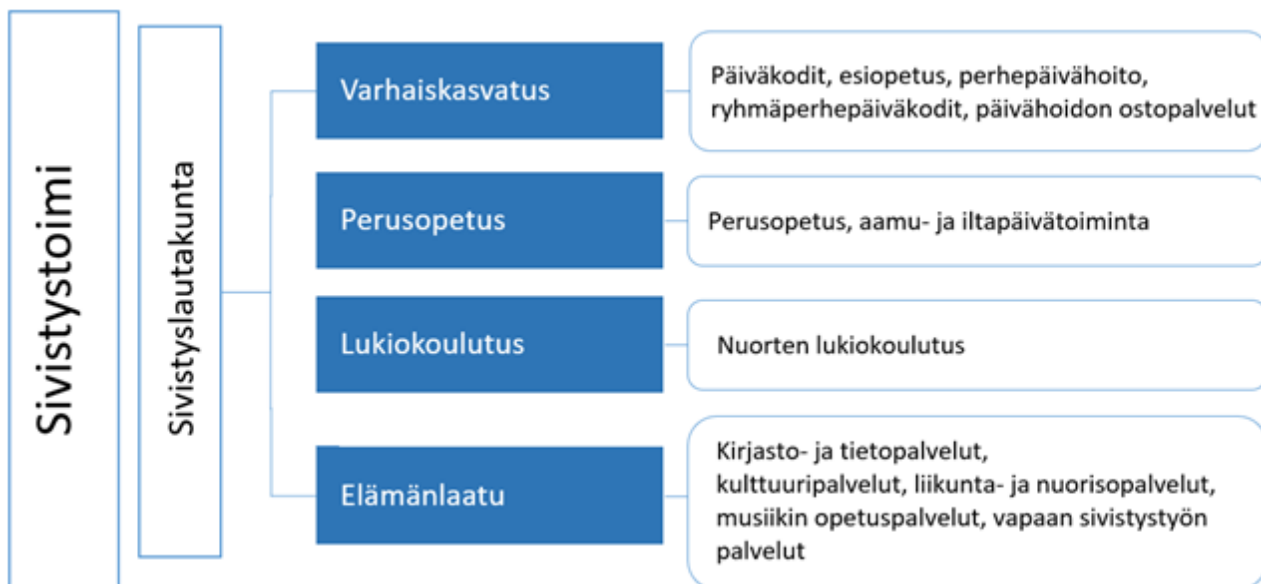 Sivistystoimi
Sivistyslautakunta
Varhaiskasvatus
Päiväkodit, esiopetus, perhepäivähoito,
ryhmäperhepäiväkodit, päivähoidon ostopalvelut
Perusopetus
Perusopetus, aamu- ja iltapäivätoiminta
Lukiokoulutus
Nuorten lukiokoulutus
Elämänlaatu
Kirjasto- ja tietopalvelut,
kulttuuripalvelut, liikunta- ja nuorisopalvelut,
musiikin opetuspalvelut, vapaan sivistystyön
palvelut